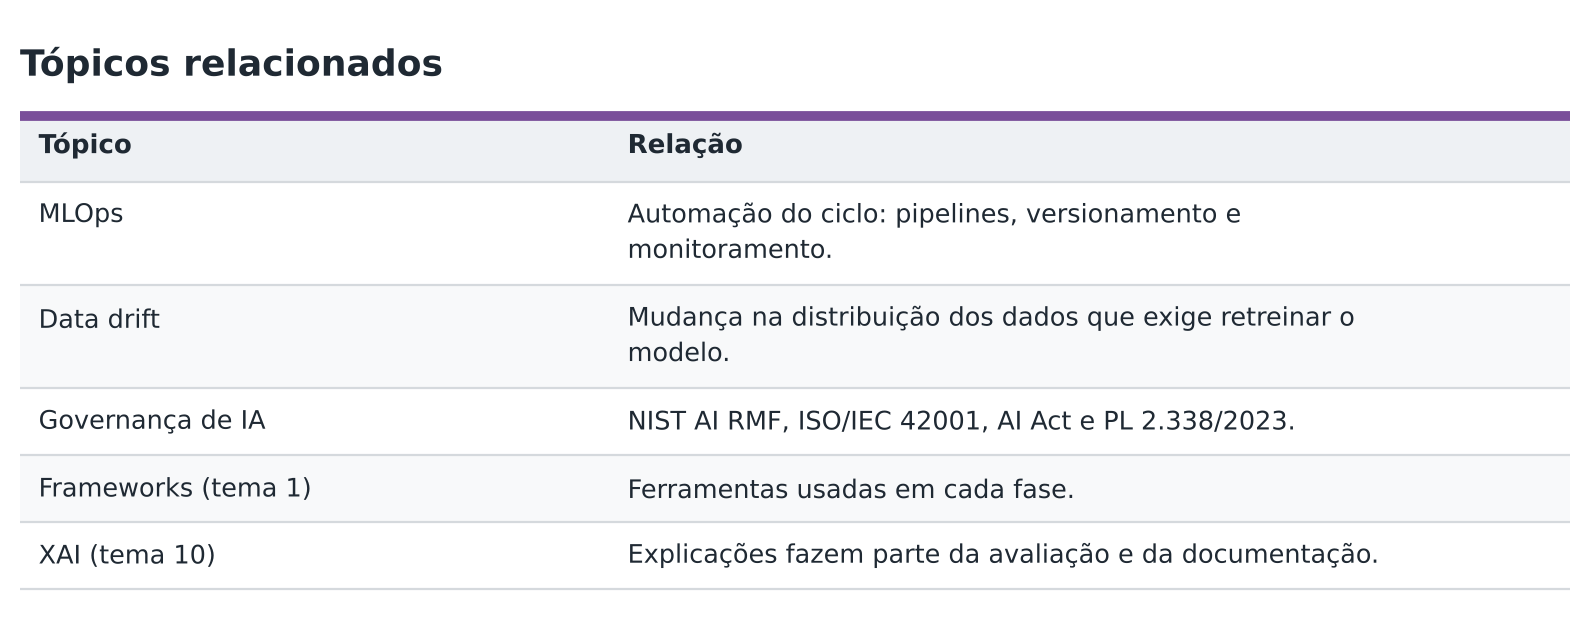 Tópicos relacionados
Tópico Relação
MLOps Automação do ciclo: pipelines, versionamento e
monitoramento.
Data drift Mudança na distribuição dos dados que exige retreinar o
modelo.
Governança de IA NIST AI RMF, ISO/IEC 42001, AI Act e PL 2.338/2023.
Frameworks (tema 1) Ferramentas usadas em cada fase.
XAI (tema 10) Explicações fazem parte da avaliação e da documentação.